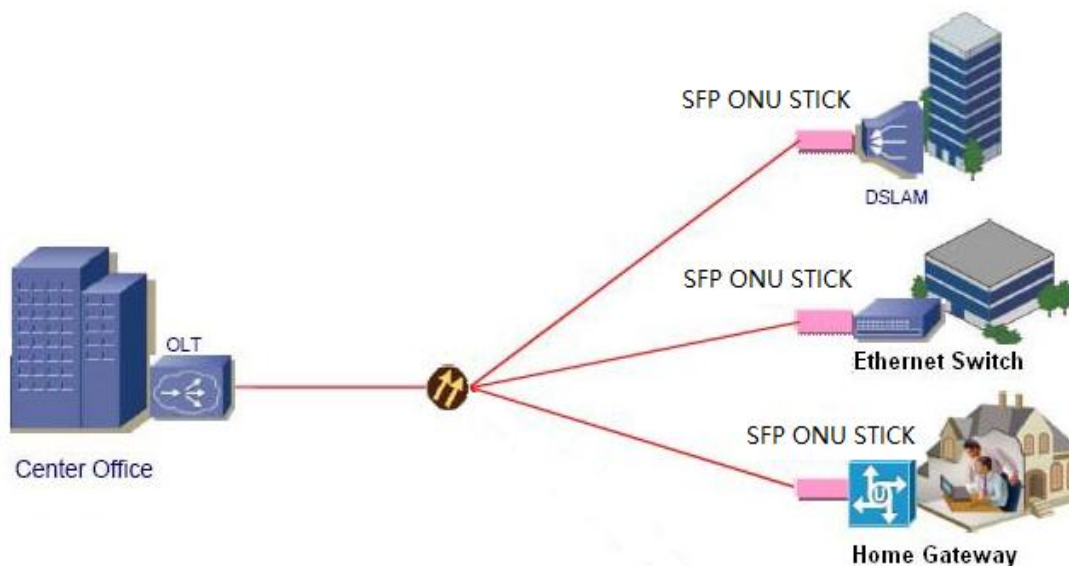 SFP ONU STICK
DSLAM
SFP ONU STICK
OLT
Ethernet Switch
SFP ONU STICK
Center Office
U
Home Gateway